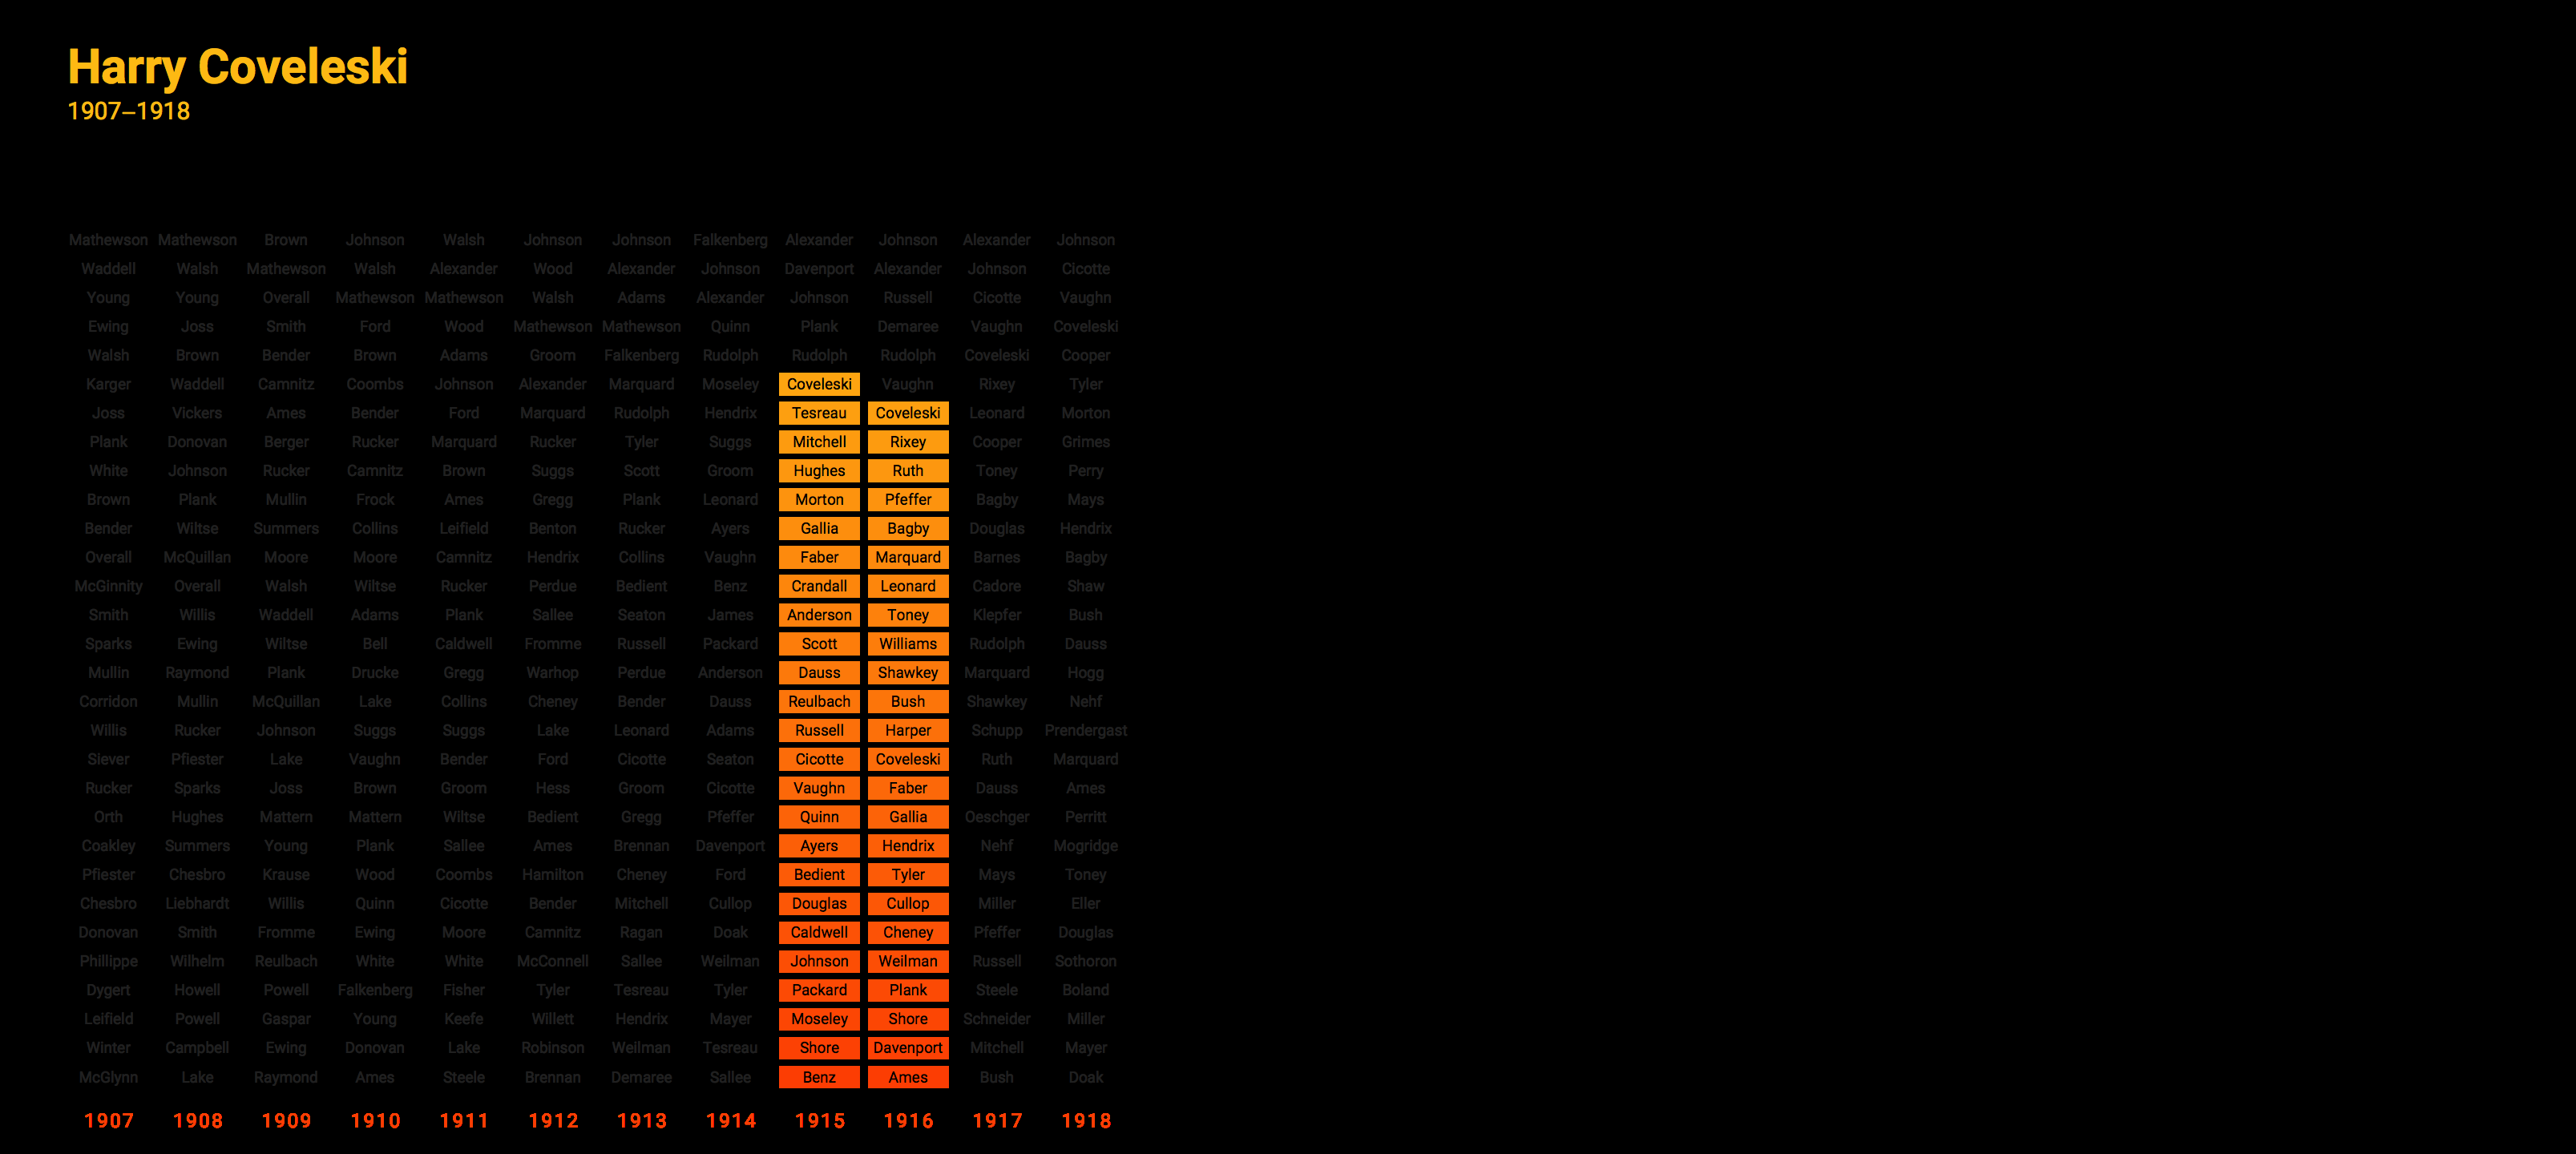 Harry Coveleski
1907–1918
Mathewson Mathewson Brown Johnson Walsh Johnson Johnson Falkenberg Alexander Johnson Alexander Johnson
Waddell Walsh Mathewson Walsh Alexander Wood Alexander Johnson Davenport Alexander Johnson Cicotte
Young Young Overall Mathewson Mathewson Walsh Adams Alexander Johnson Russell Cicotte Vaughn
Ewing Joss Smith Ford Wood Mathewson Mathewson Quinn Plank Demaree Vaughn Coveleski
Walsh Brown Bender Brown Adams Groom Falkenberg Rudolph Rudolph Rudolph Coveleski Cooper
Karger Waddell Camnitz Coombs Johnson Alexander Marquard Moseley Coveleski Vaughn Rixey Tyler
Joss Vickers Ames Bender Ford Marquard Rudolph Hendrix Tesreau Coveleski Leonard Morton
Plank Donovan Berger Rucker Marquard Rucker Tyler Suggs Mitchell Rixey Cooper Grimes
White Johnson Rucker Camnitz Brown Suggs Scott Groom Hughes Ruth Toney Perry
Brown Plank Mullin Frock Ames Gregg Plank Leonard Morton Pfeffer Bagby Mays
Bender Wiltse Summers Collins Leifield Benton Rucker Ayers Gallia Bagby Douglas Hendrix
Overall McQuillan Moore Moore Camnitz Hendrix Collins Vaughn Faber Marquard Barnes Bagby
McGinnity Overall Walsh Wiltse Rucker Perdue Bedient Benz Crandall Leonard Cadore Shaw
Smith Willis Waddell Adams Plank Sallee Seaton James Anderson Toney Klepfer Bush
Sparks Ewing Wiltse Bell Caldwell Fromme Russell Packard Scott Williams Rudolph Dauss
Mullin Raymond Plank Drucke Gregg Warhop Perdue Anderson Dauss Shawkey Marquard Hogg
Corridon Mullin McQuillan Lake Collins Cheney Bender Dauss Reulbach Bush Shawkey Nehf
Willis Rucker Johnson Suggs Suggs Lake Leonard Adams Russell Harper Schupp Prendergast
Siever Pfiester Lake Vaughn Bender Ford Cicotte Seaton Cicotte Coveleski Ruth Marquard
Rucker Sparks Joss Brown Groom Hess Groom Cicotte Vaughn Faber Dauss Ames
Orth Hughes Mattern Mattern Wiltse Bedient Gregg Pfeffer Quinn Gallia Oeschger Perritt
Coakley Summers Young Plank Sallee Ames Brennan Davenport Ayers Hendrix Nehf Mogridge
Pfiester Chesbro Krause Wood Coombs Hamilton Cheney Ford Bedient Tyler Mays Toney
Chesbro Liebhardt Willis Quinn Cicotte Bender Mitchell Cullop Douglas Cullop Miller Eller
Donovan Smith Fromme Ewing Moore Camnitz Ragan Doak Caldwell Cheney Pfeffer Douglas
Phillippe Wilhelm Reulbach White White McConnell Sallee Weilman Johnson Weilman Russell Sothoron
Dygert Howell Powell Falkenberg Fisher Tyler Tesreau Tyler Packard Plank Steele Boland
Leifield Powell Gaspar Young Keefe Willett Hendrix Mayer Moseley Shore Schneider Miller
Winter Campbell Ewing Donovan Lake Robinson Weilman Tesreau Shore Davenport Mitchell Mayer
McGlynn Lake Raymond Ames Steele Brennan Demaree Sallee Benz Ames Bush Doak
1907 1908 1909 1910 1911 1912 1913 1914 1915 1916 1917 1918